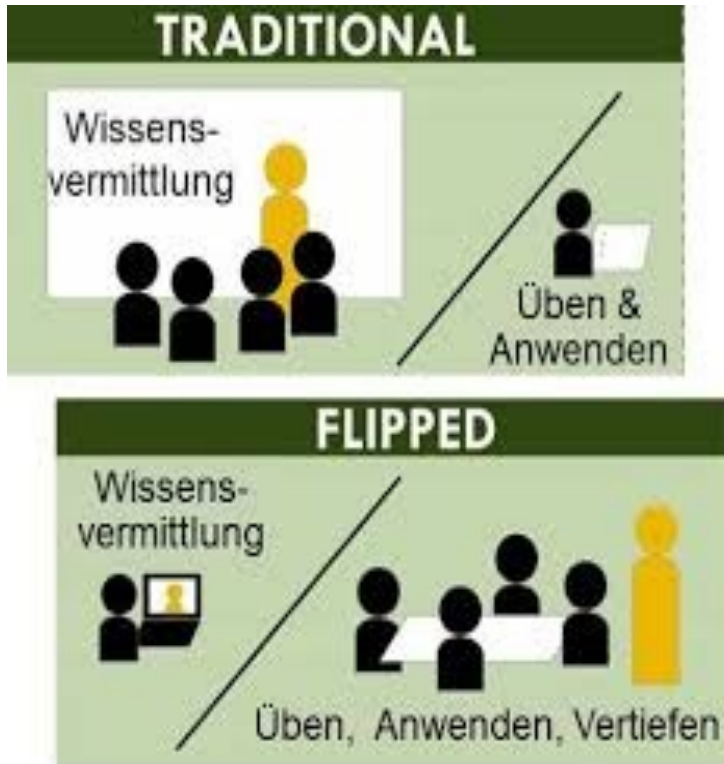 TRADITIONAL
Wissens-
vermittlung
Üben &
Anwenden
FLIPPED
Wissens-
vermittlung
Üben, Anwenden, Vertiefen